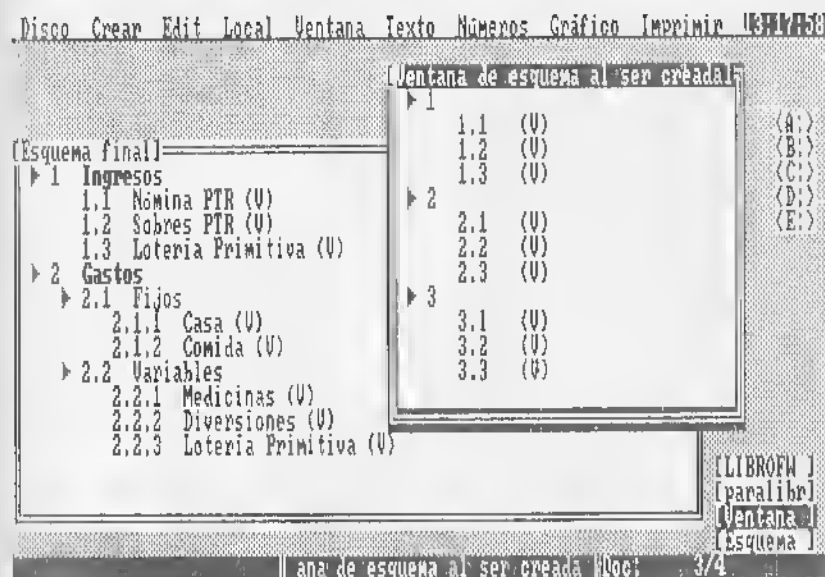 Disco Crear Edit Local Ventana Texto Números Gráfico Imprimir 13:17:58
[Ventana de esquema al ser creada]
1
1.1 (V)
1.2 (V)
1.3 (V)
2
2.1 (V)
2.2 (V)
2.3 (V)
3
3.1 (V)
3.2 (V)
3.3 (V)
[Esquema final]
1 Ingresos
1.1 Nómina PTR (V)
1.2 Sobres PTR (V)
1.3 Loteria Primitiva (V)
2 Gastos
2.1 Fijos
2.1.1 Casa (V)
2.1.2 Comida (V)
2.2 Variables
2.2.1 Medicinas (V)
2.2.2 Diversiones (V)
2.2.3 Loteria Primitiva (V)
(A:)
(B:)
(C:)
(D:)
(E:)
[LIBROFW ]
[paralibr]
[Ventana ]
[Esquema ]
ana de esquema al ser creada Doc: 3/4